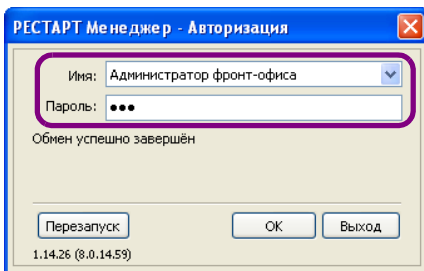 РЕСТАРТ Менеджер - Авторизация
Имя: Администратор фронт-офиса
Пароль: ●●●
Обмен успешно завершён
Перезапуск ОК Выход
1.14.26 (8.0.14.59)